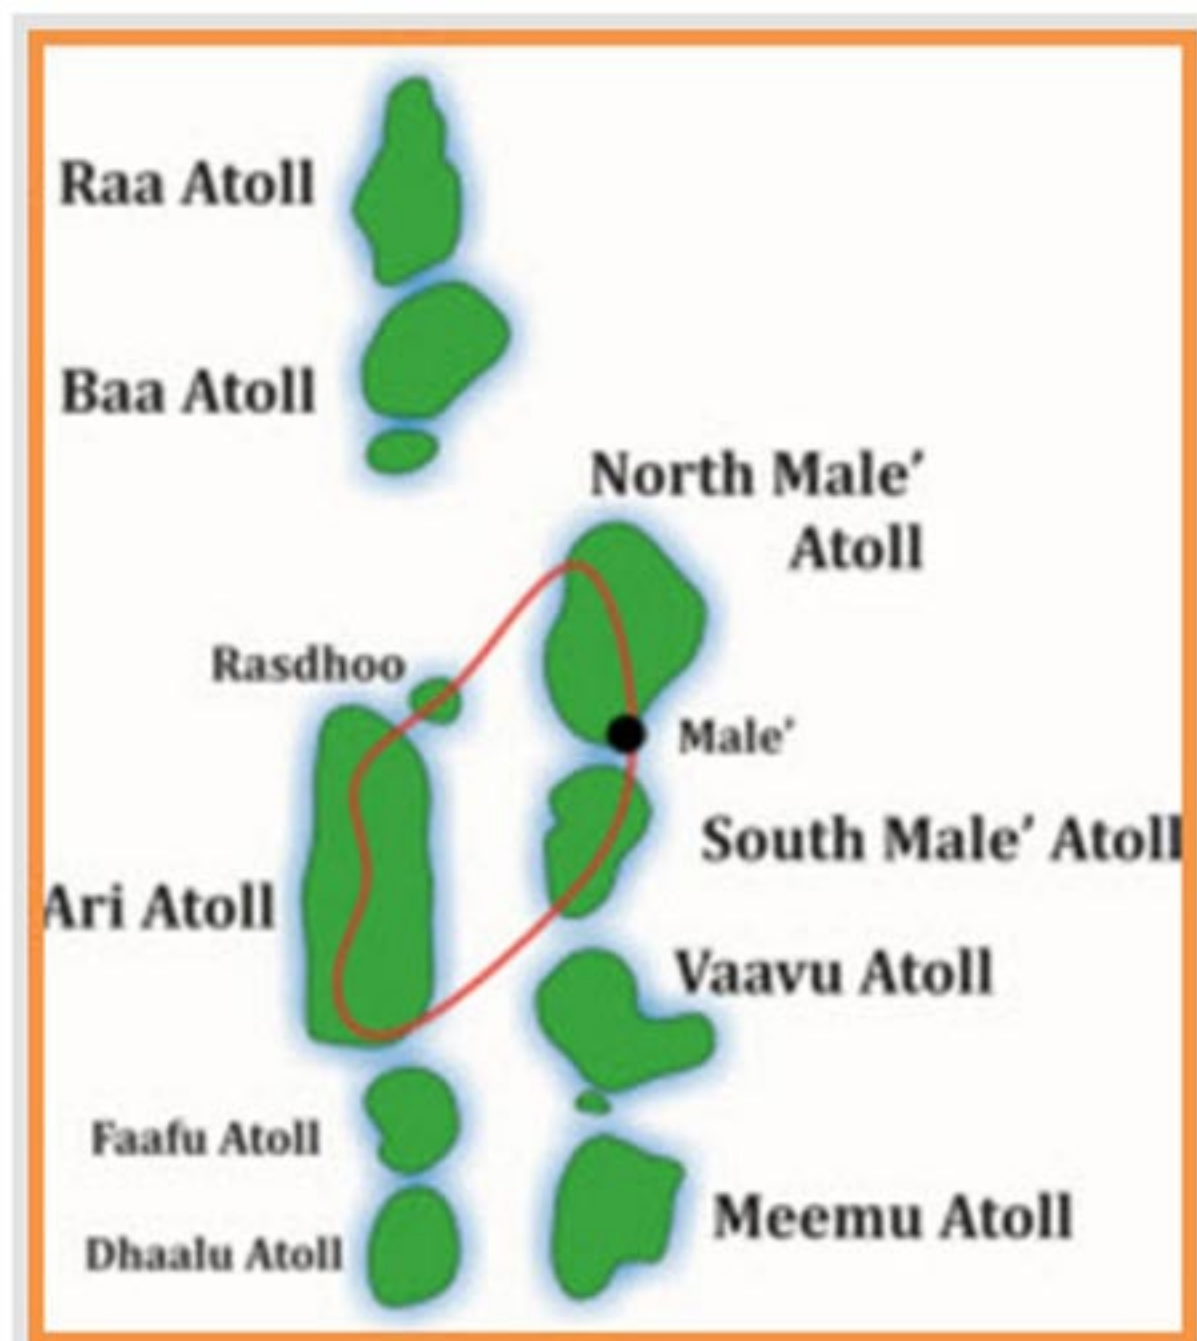 Raa Atoll
Baa Atoll
North Male′
Atoll
Rasdhoo
Male′
South Male′ Atoll
Ari Atoll
Vaavu Atoll
Faafu Atoll
Meemu Atoll
Dhaalu Atoll